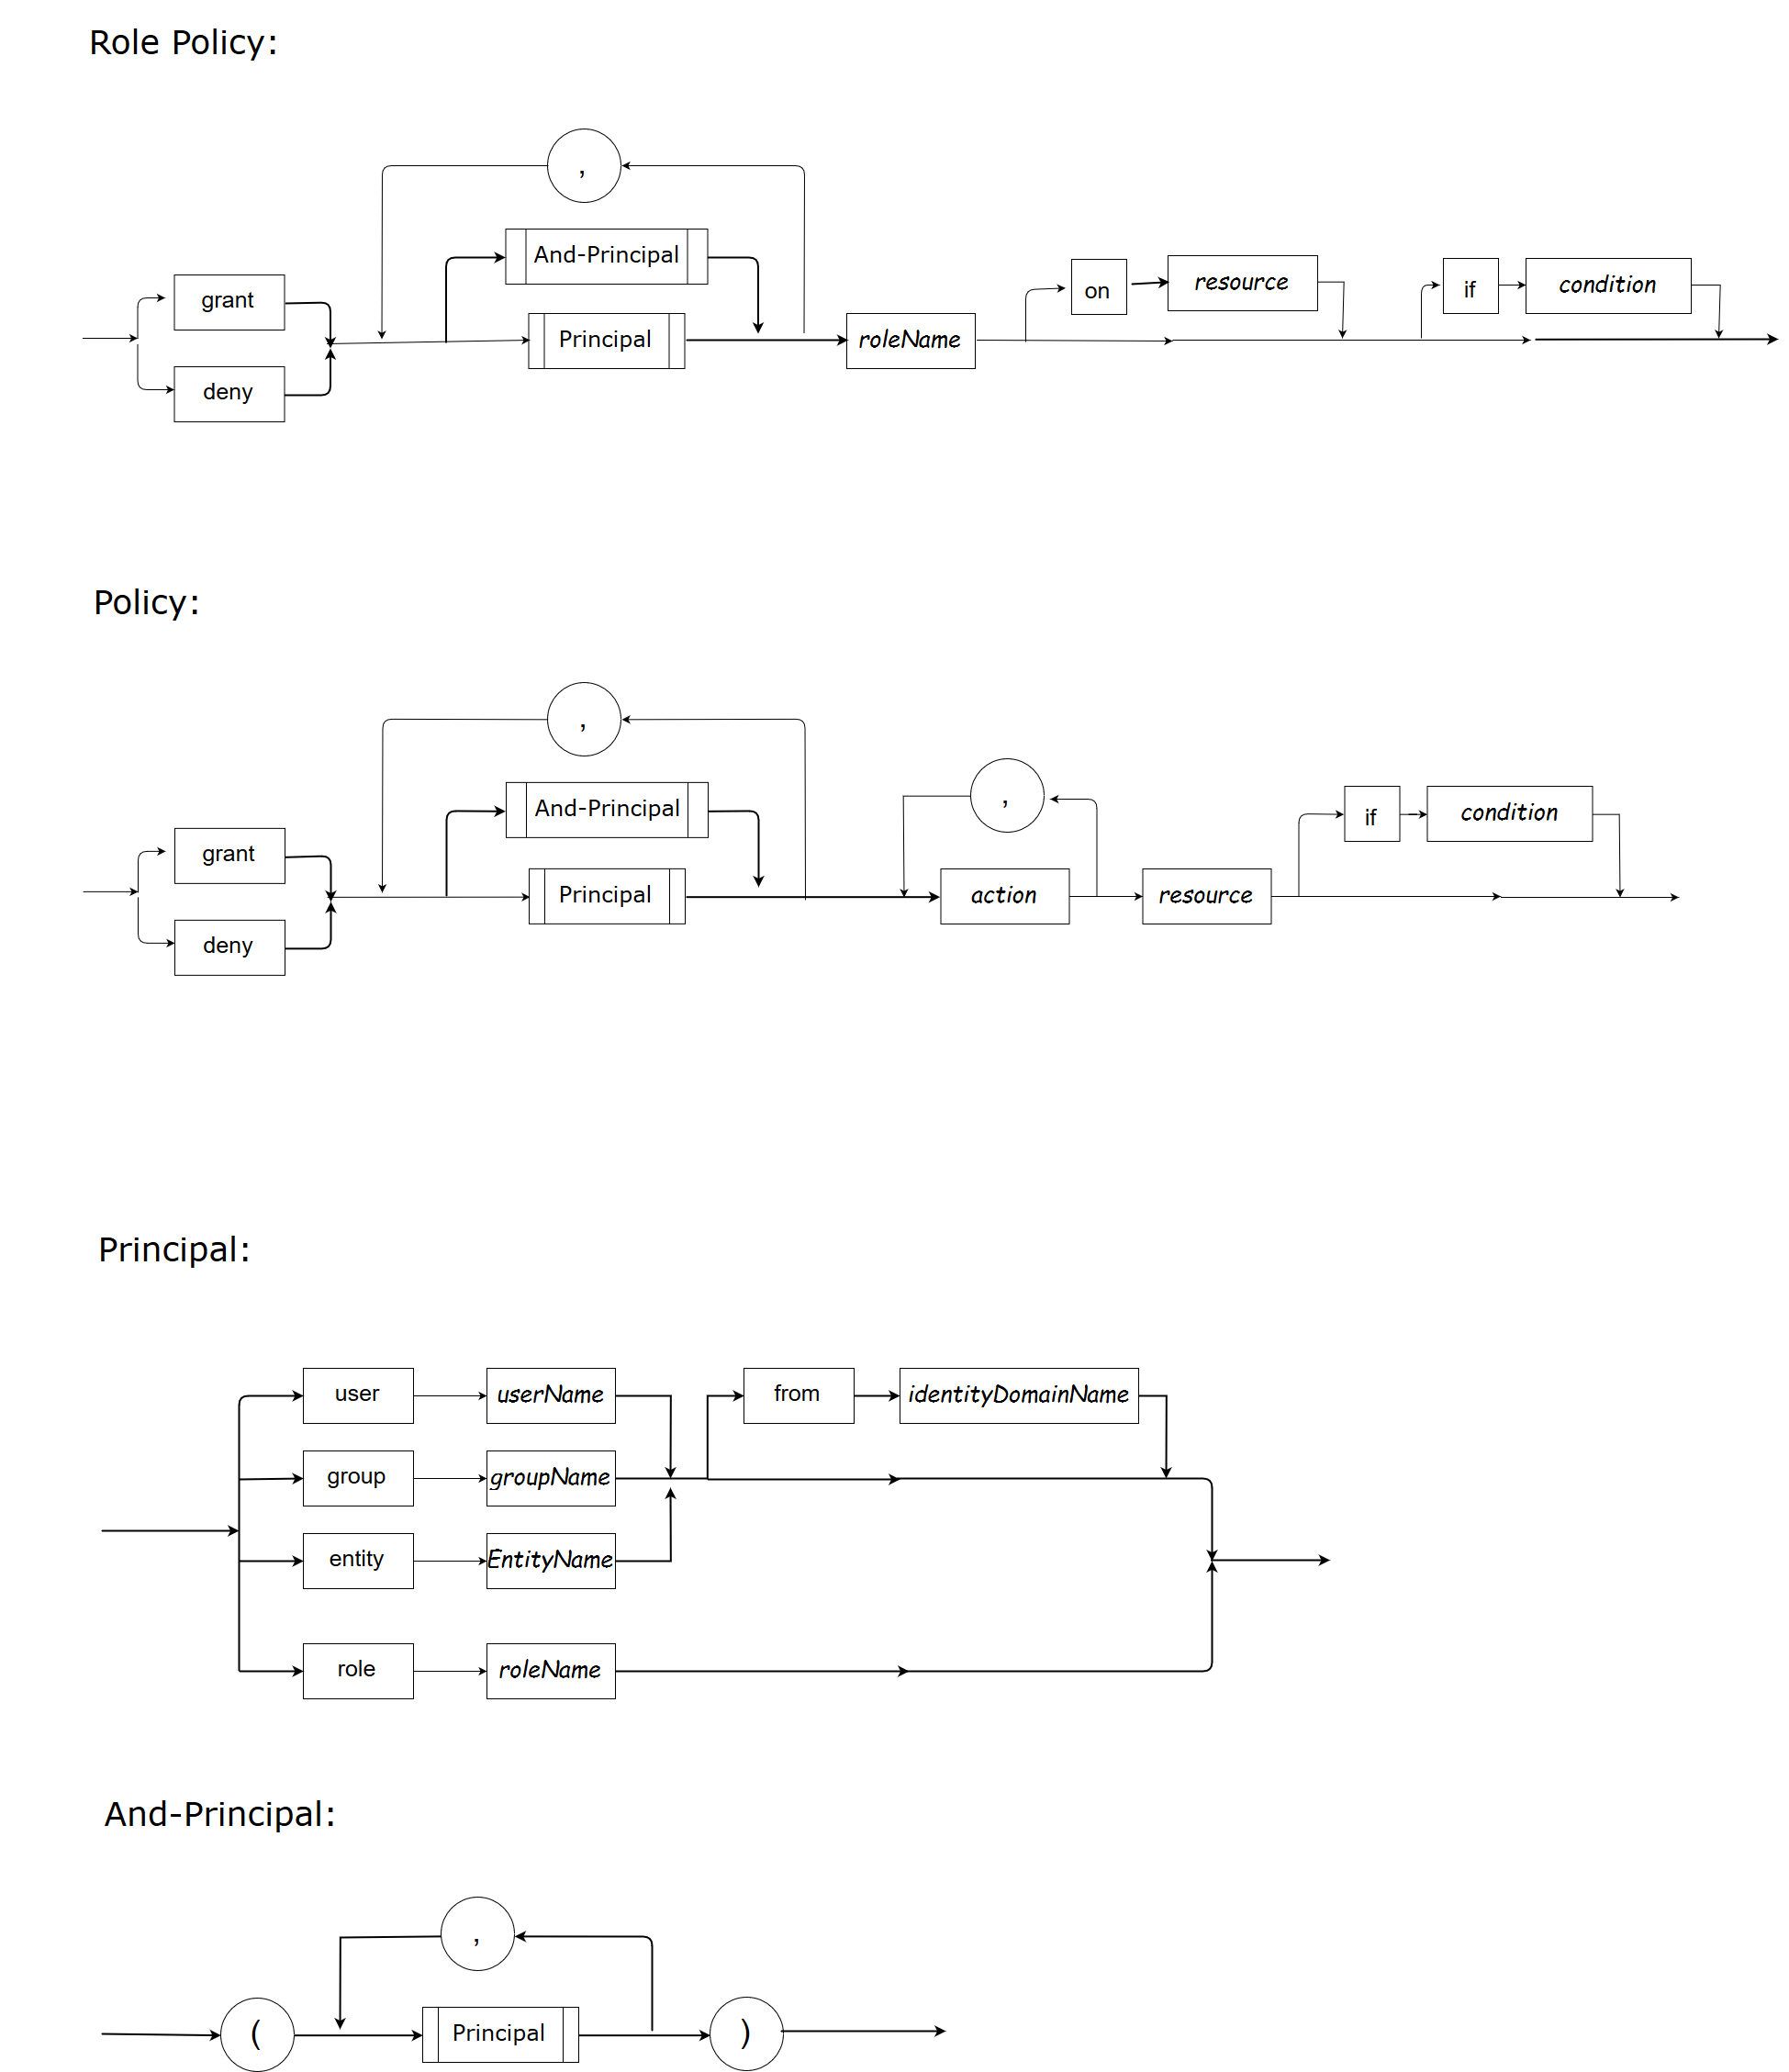 Role Policy:
,
And-Principal
grant
Principal
roleName
on
resource
if
condition
deny
Policy:
,
And-Principal
,
if
condition
grant
Principal
action
resource
deny
Principal:
user
userName
from
identityDomainName
group
groupName
entity
EntityName
role
roleName
And-Principal:
,
(
Principal
)